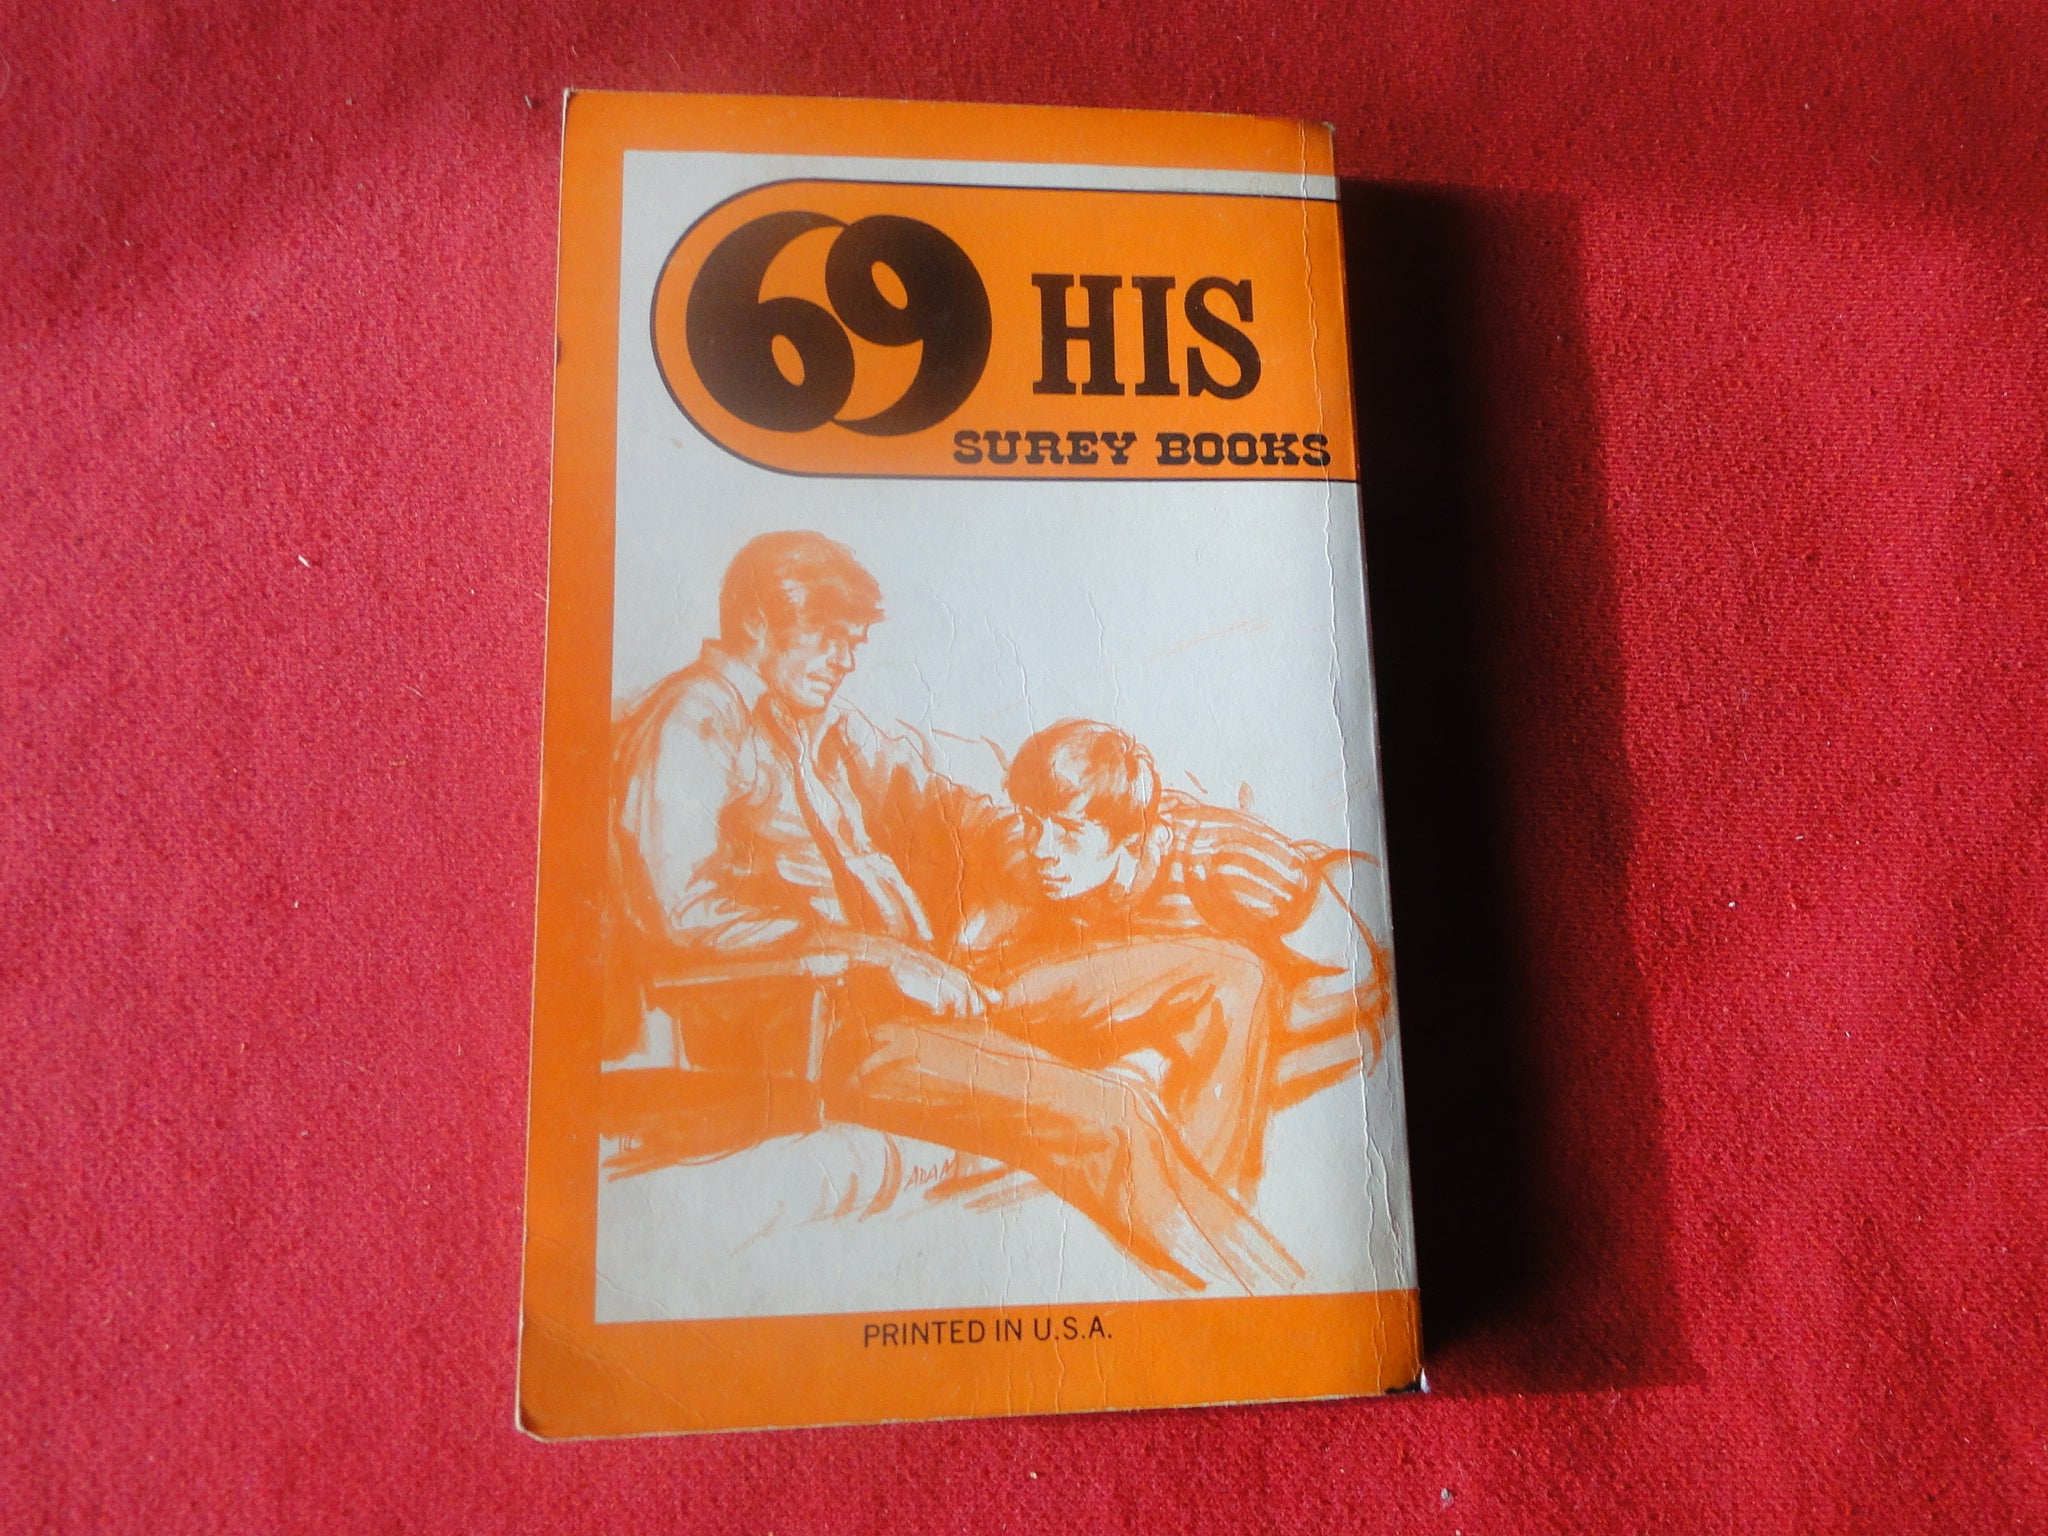 69 HIS
SUREY BOOKS
ADAM
PRINTED IN U.S.A.